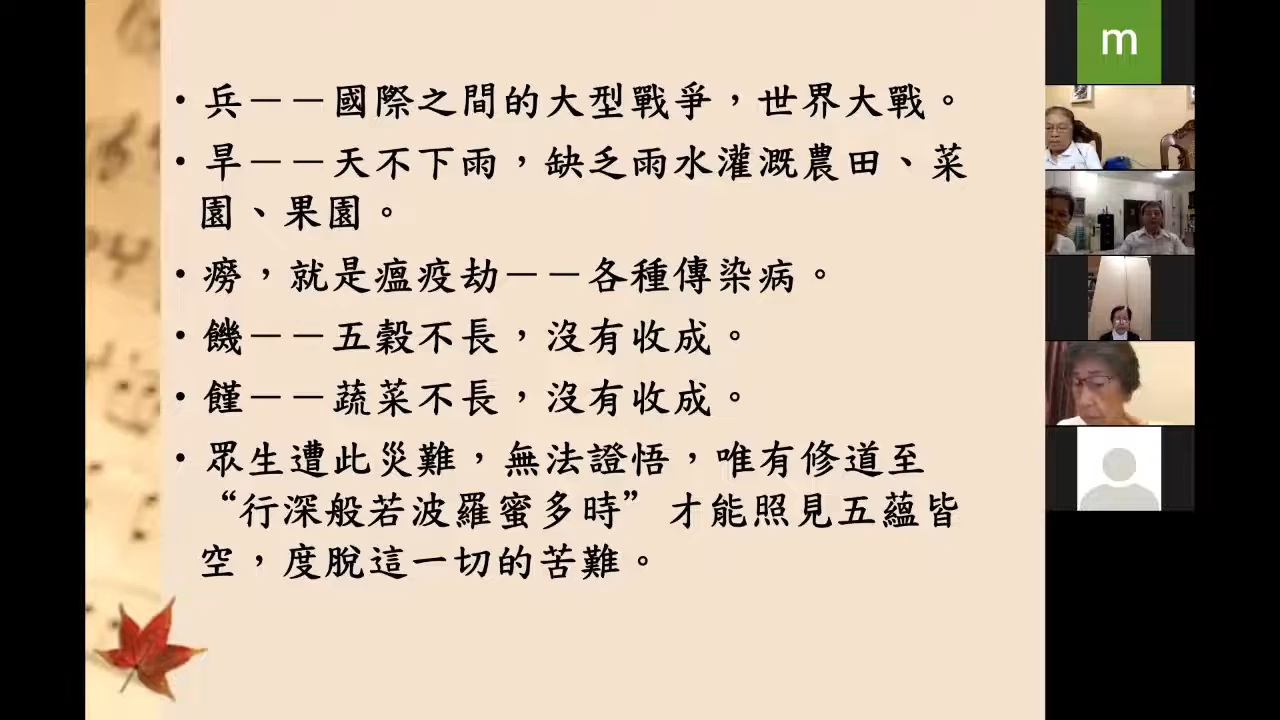 • 兵－－國際之間的大型戰爭，世界大戰。
• 旱－－天不下雨，缺乏雨水灌溉農田、菜
園、果園。
• 癆，就是瘟疫劫－－各種傳染病。
• 饑－－五穀不長，沒有收成。
• 饉－－蔬菜不長，沒有收成。
• 眾生遭此災難，無法證悟，唯有修道至
“行深般若波羅蜜多時”才能照見五蘊皆
空，度脫這一切的苦難。
m